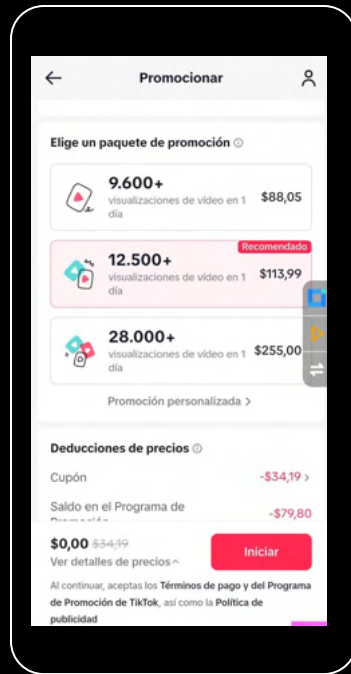 Promocionar
Elige un paquete de promoción
9.600+
visualizaciones de vídeo en 1
día
$88,05
Recomendado
12.500+
visualizaciones de vídeo en 1
día
$113,99
28.000+
visualizaciones de vídeo en 1
día
$255,00
Promoción personalizada >
Deducciones de precios
Cupón
-$34,19 >
Saldo en el Programa de
Promoción
-$79,80
$0,00 $34,19
Ver detalles de precios
Iniciar
Al continuar, aceptas los Términos de pago y del Programa
de Promoción de TikTok, así como la Política de
publicidad